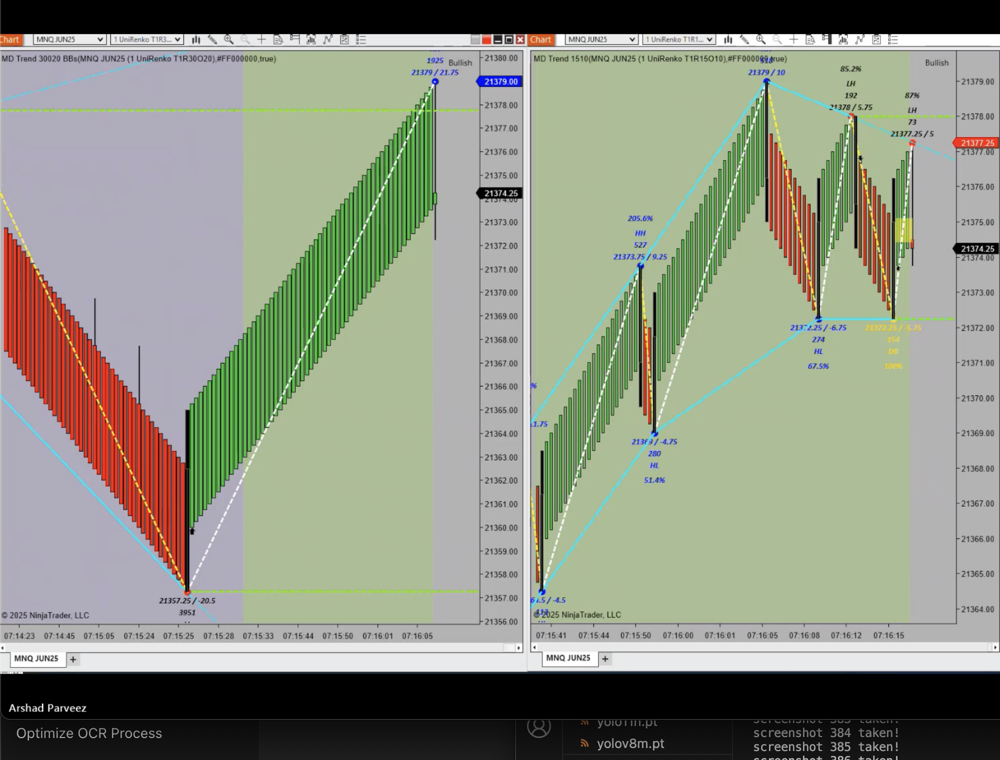 Chart
MNQ JUN25
1 UniRenko T1R3...
MD Trend 30020 BBs(MNQ JUN25 (1 UniRenko T1R30O20),#FF000000,true)
1925
Bullish
21379 / 21.75
21357.25 / -20.5
3951
© 2025 NinjaTrader, LLC
21380.00
21379.00
21378.00
21377.00
21376.00
21375.00
21374.25
21373.00
21372.00
21371.00
21370.00
21369.00
21368.00
21367.00
21366.00
21365.00
21364.00
21363.00
21362.00
21361.00
21360.00
21359.00
21358.00
21357.00
21356.00
07:14:23
07:14:45
07:15:05
07:15:24
07:15:25
07:15:28
07:15:33
07:15:44
07:15:50
07:16:01
07:16:05
MNQ JUN25
+
Chart
MNQ JUN25
1 UniRenko T1R1...
MD Trend 1510(MNQ JUN25 (1 UniRenko T1R15O10),#FF000000,true)
Bullish
21379 / 10
85.2%
LH
192
21378 / 5.75
87%
LH
73
21377.25 / 5
205.6%
HH
527
21373.75 / 9.25
21372.25 / -6.75
274
HL
67.5%
21372.25 / -5.75
100%
21369 / -4.75
280
HL
51.4%
%
1.75
© 2025 NinjaTrader, LLC
21379.00
21378.00
21377.25
21377.00
21376.00
21375.00
21374.25
21373.00
21372.00
21371.00
21370.00
21369.00
21368.00
21367.00
21366.00
21365.00
21364.00
07:15:41
07:15:44
07:15:50
07:16:00
07:16:01
07:16:05
07:16:08
07:16:12
07:16:15
MNQ JUN25
+
Arshad Parveez
Optimize OCR Process
yolo11n.pt
yolov8m.pt
screenshot 383 taken!
screenshot 384 taken!
screenshot 385 taken!
screenshot 386 taken!